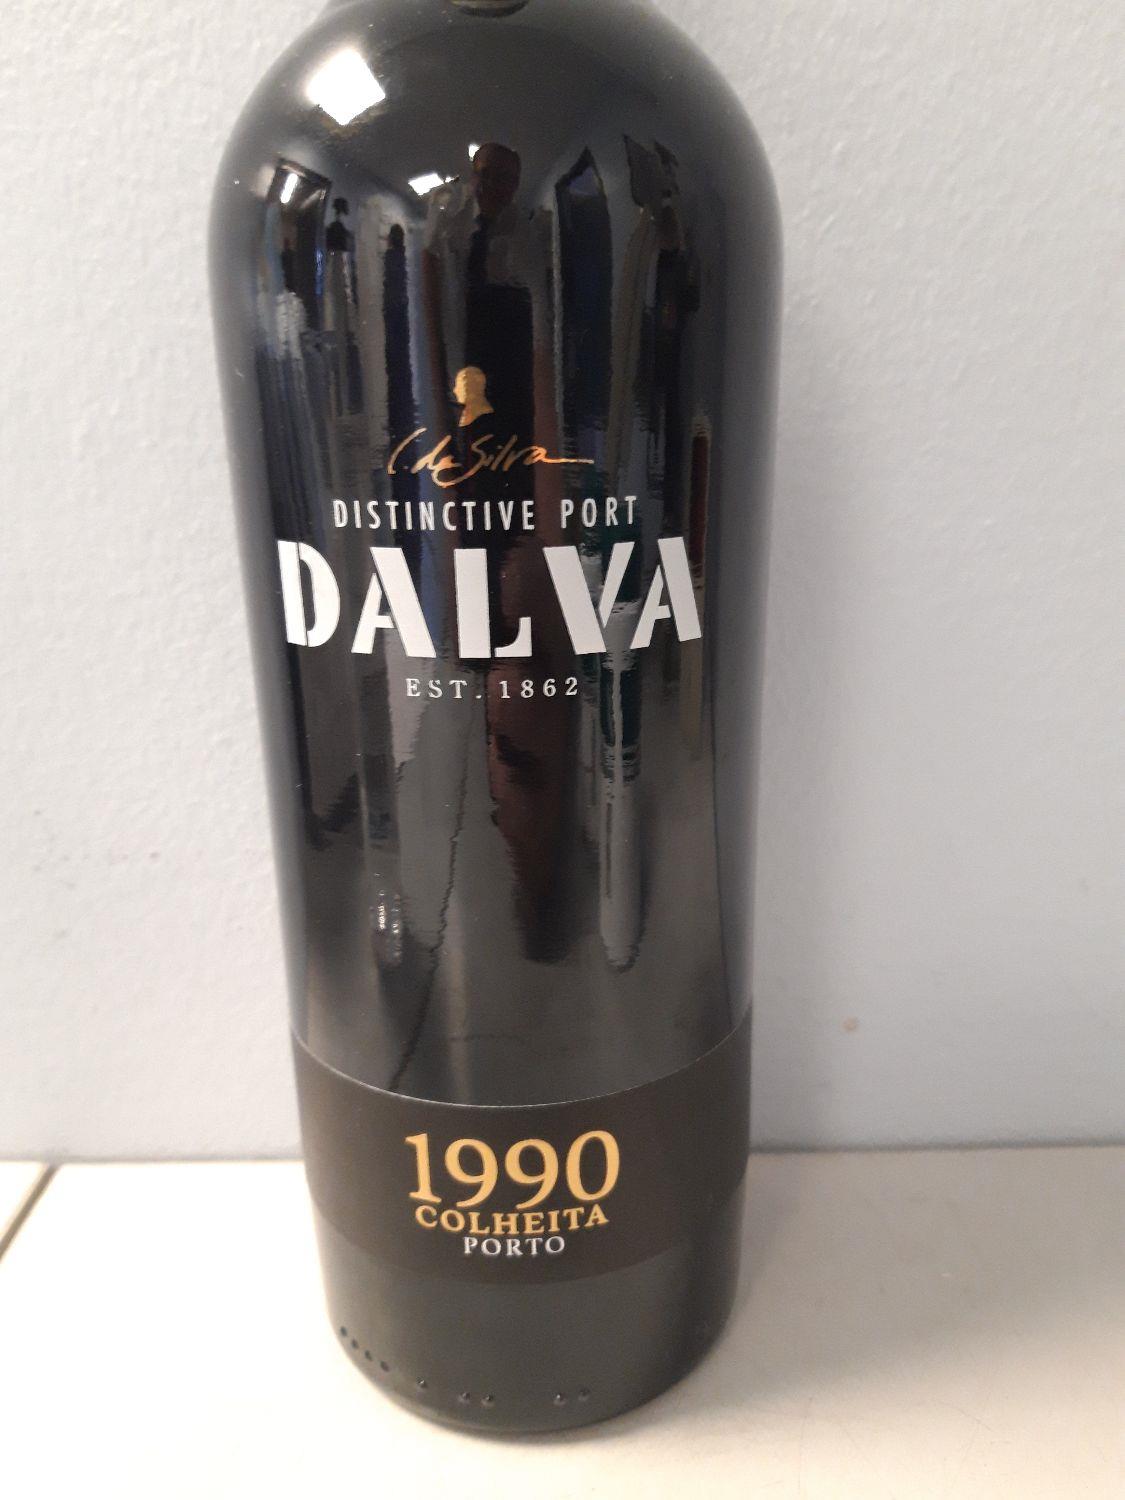 C. da Silva
DISTINCTIVE PORT
DALVA
EST. 1862
1990
COLHEITA
PORTO